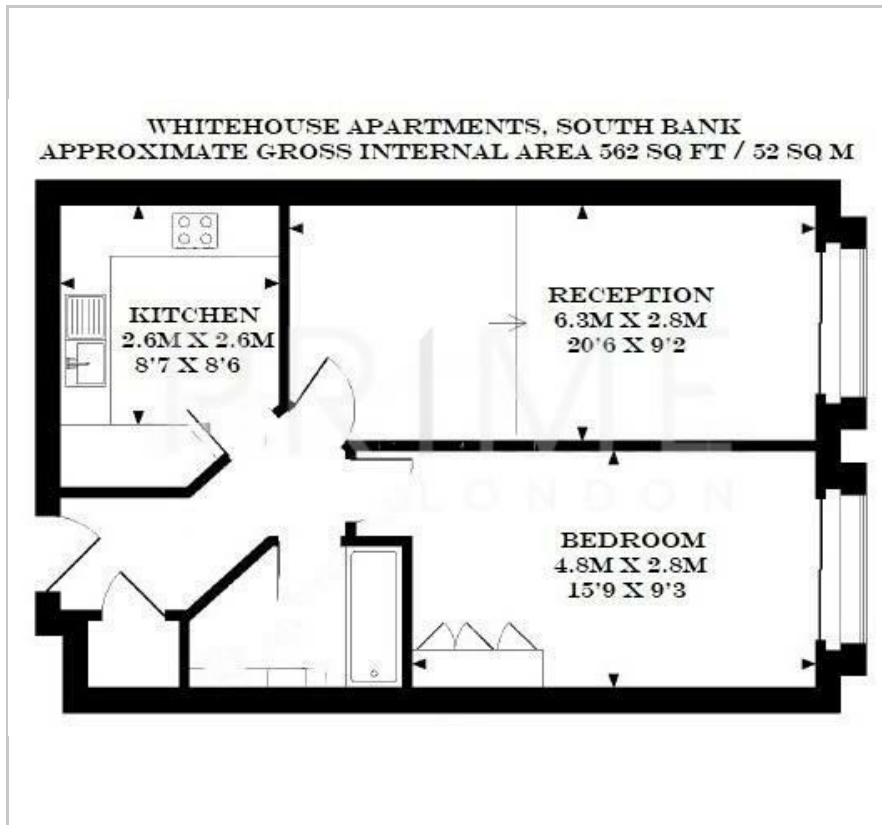 WHITEHOUSE APARTMENTS, SOUTH BANK
APPROXIMATE GROSS INTERNAL AREA 562 SQ FT / 52 SQ M
KITCHEN
2.6M X 2.6M
8'7 X 8'6
RECEPTION
6.3M X 2.8M
20'6 X 9'2
PRIME
LONDON
BEDROOM
4.8M X 2.8M
15'9 X 9'3